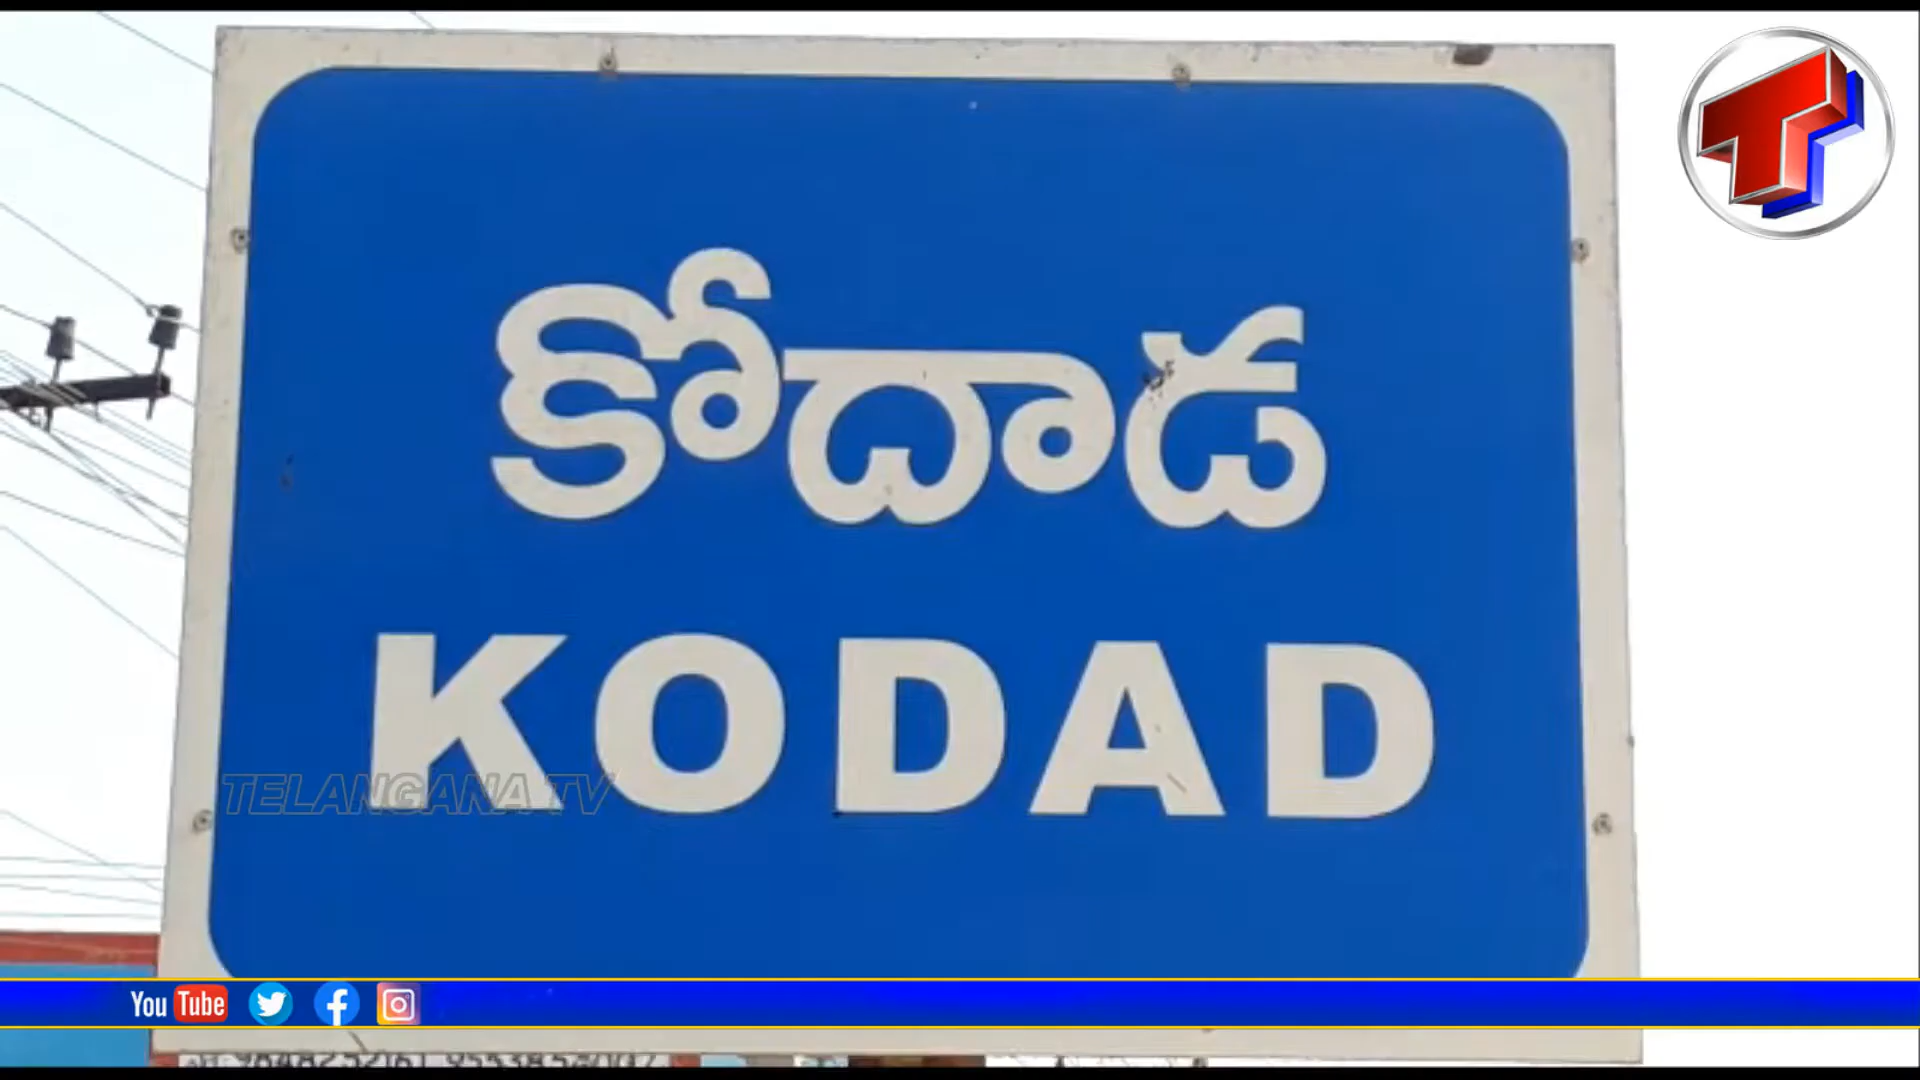 కోదాడ
KODAD
TELANGANA TV
You Tube